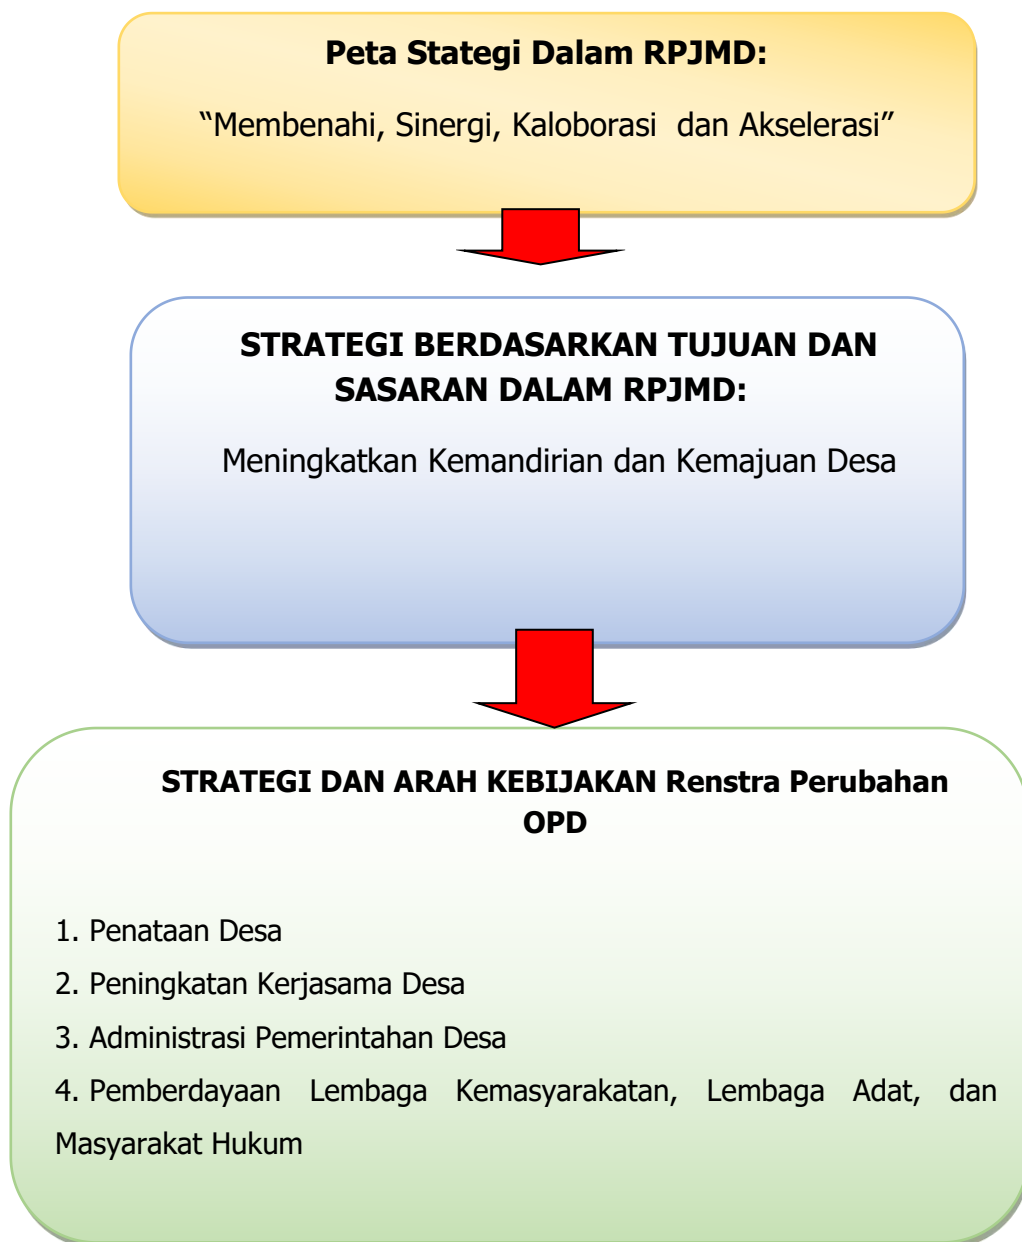 Peta Stategi Dalam RPJMD:
“Membenahi, Sinergi, Kaloborasi dan Akselerasi”
STRATEGI BERDASARKAN TUJUAN DAN
SASARAN DALAM RPJMD:
Meningkatkan Kemandirian dan Kemajuan Desa
STRATEGI DAN ARAH KEBIJAKAN Renstra Perubahan
OPD
1. Penataan Desa
2. Peningkatan Kerjasama Desa
3. Administrasi Pemerintahan Desa
4. Pemberdayaan Lembaga Kemasyarakatan, Lembaga Adat, dan
Masyarakat Hukum